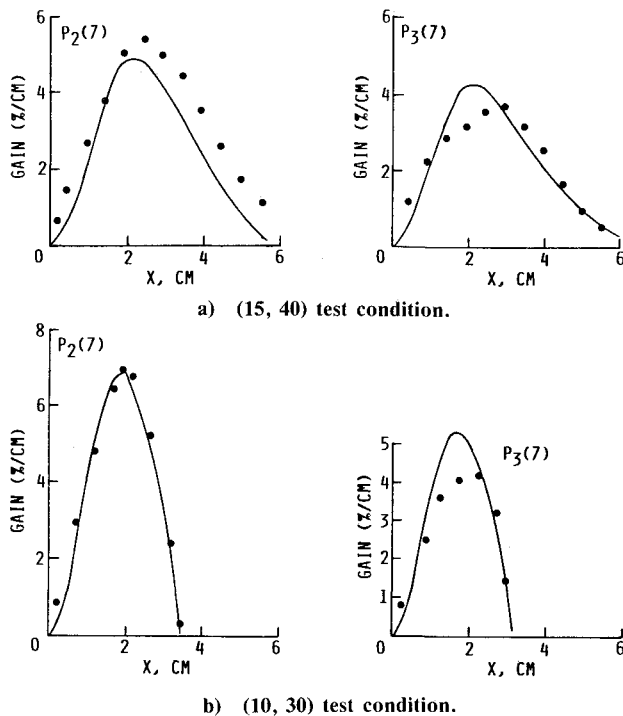 P2(7)
GAIN (%/CM)
6
4
2
0
0 2 4 6
X, CM
P3(7)
GAIN (%/CM)
6
4
2
0
0 2 4 6
X, CM
a) (15, 40) test condition.
P2(7)
GAIN (%/CM)
8
6
4
2
0
0 2 4 6
X, CM
P3(7)
GAIN (%/CM)
5
4
3
2
1
0 2 4 6
X, CM
b) (10, 30) test condition.